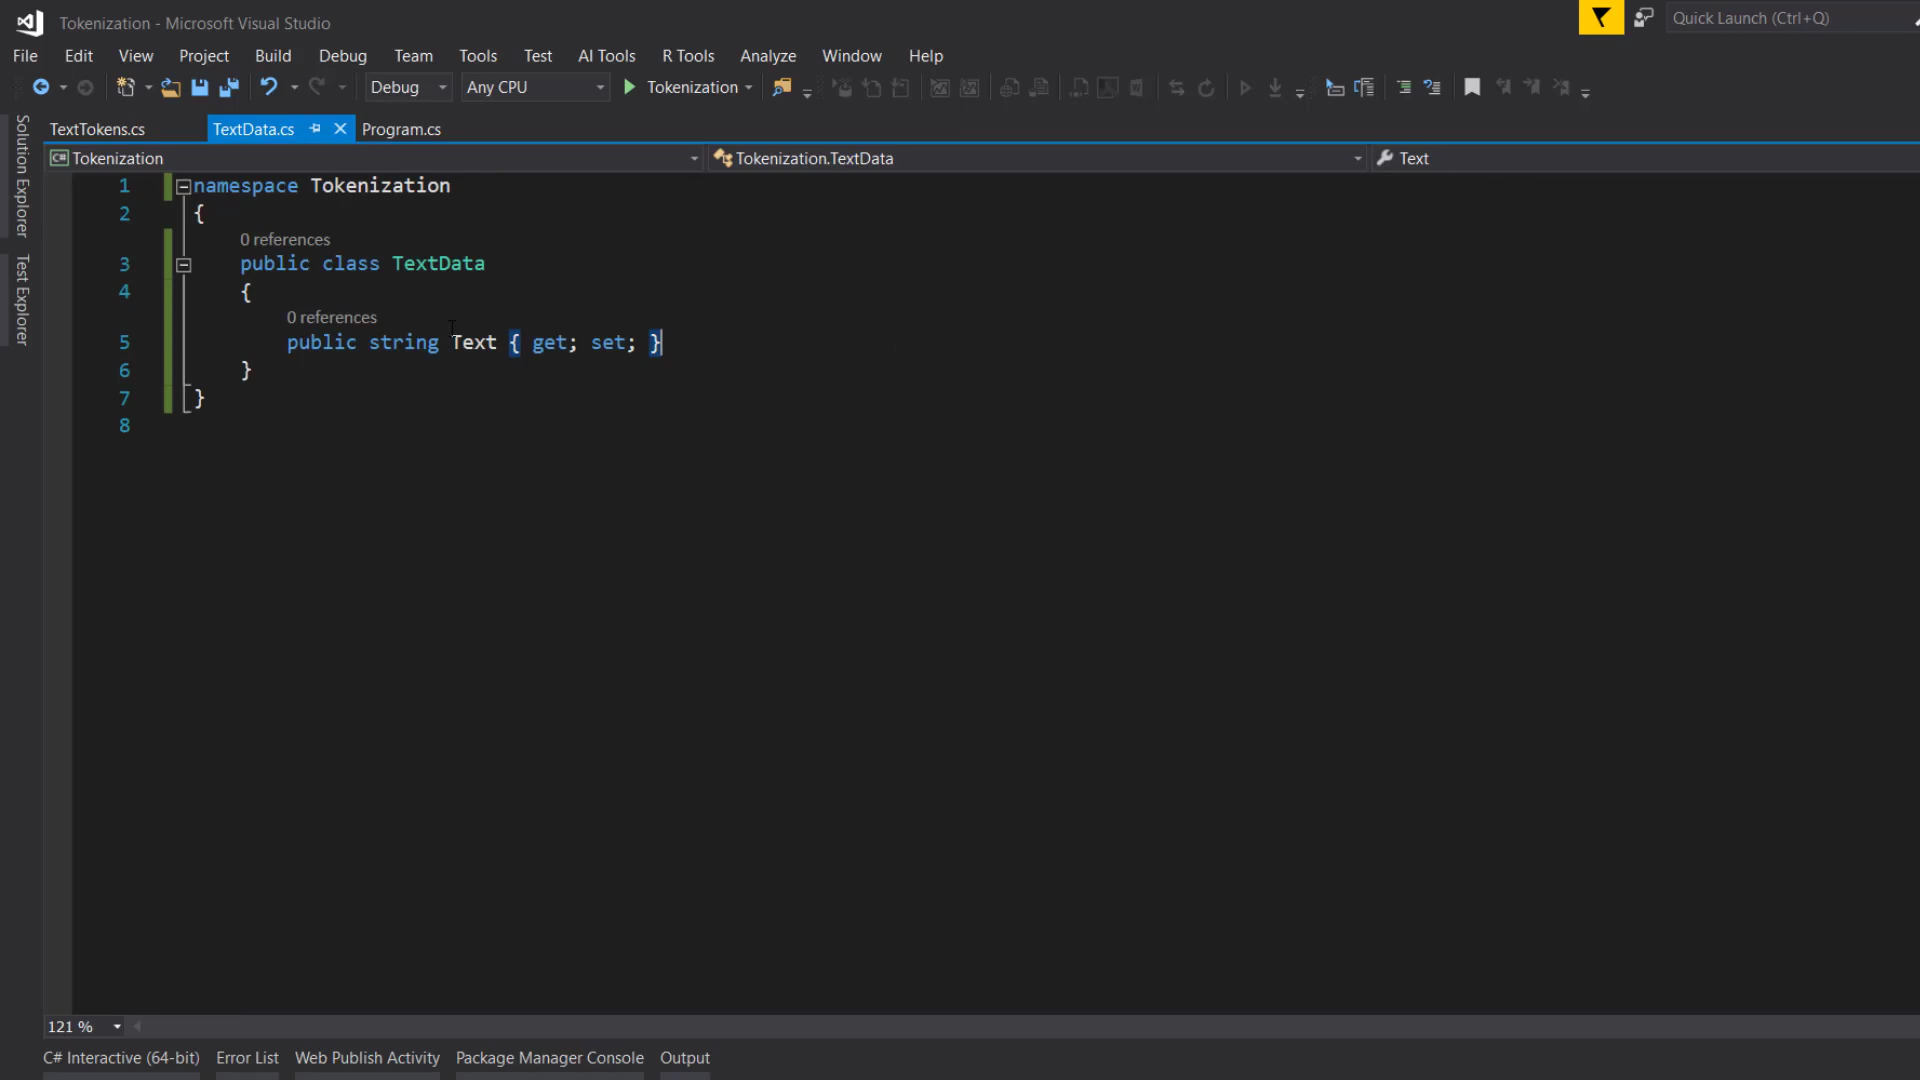 Tokenization - Microsoft Visual Studio
Quick Launch (Ctrl+Q)
File Edit View Project Build Debug Team Tools Test AI Tools R Tools Analyze Window Help
Debug Any CPU Tokenization
TextTokens.cs TextData.cs Program.cs
C# Tokenization Tokenization.TextData Text
Solution Explorer
Test Explorer
1 namespace Tokenization
2 {
0 references
3 public class TextData
4 {
0 references
5 public string Text { get; set; }
6 }
7 }
8
121 %
C# Interactive (64-bit) Error List Web Publish Activity Package Manager Console Output